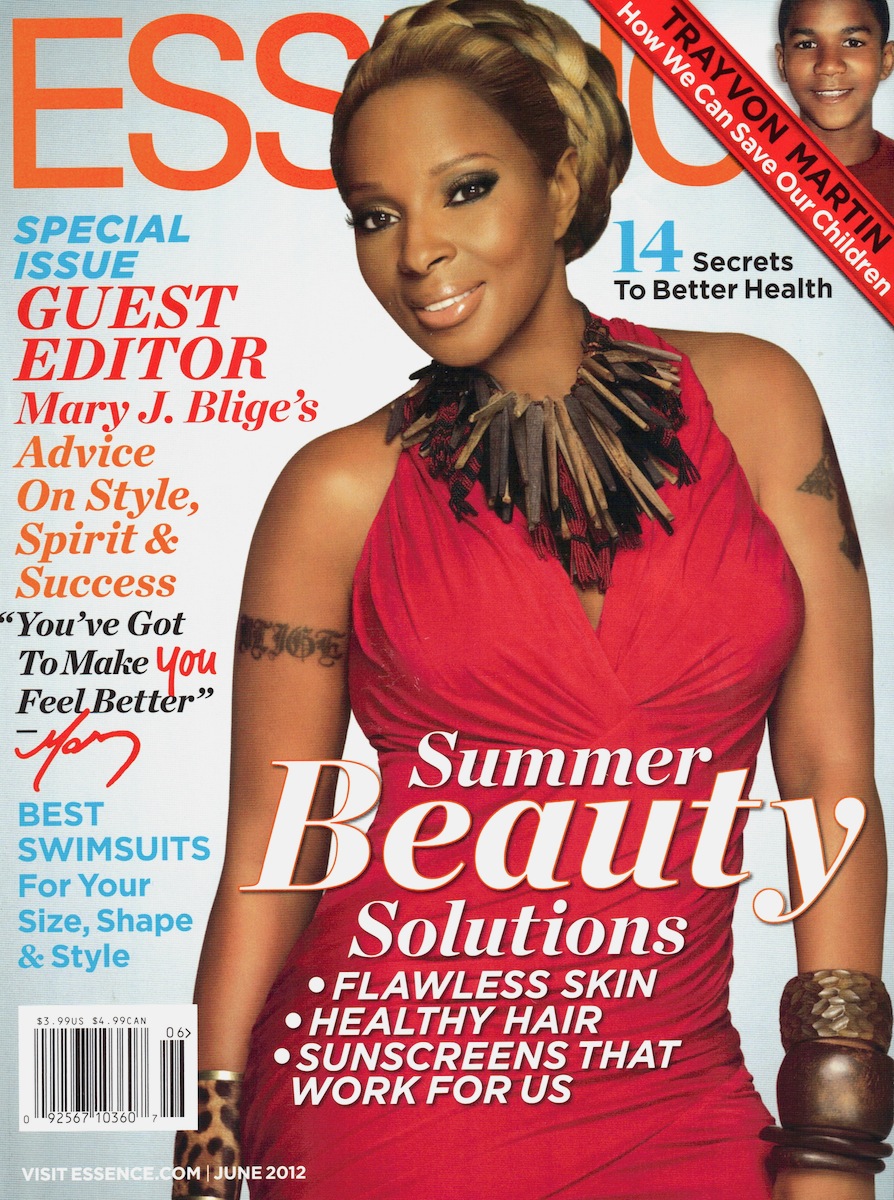 ESSENCE
TRAYVON MARTIN
How We Can Save Our Children
SPECIAL
ISSUE
GUEST
EDITOR
Mary J. Blige's
Advice
On Style,
Spirit &
Success
"You've Got
To Make you
Feel Better"
–Mary
14 Secrets
To Better Health
BLIGE
BEST
SWIMSUITS
For Your
Size, Shape
& Style
Summer
Beauty
Solutions
• FLAWLESS SKIN
• HEALTHY HAIR
• SUNSCREENS THAT
WORK FOR US
$3.99US $4.99CAN
06>
0 92567 10360 7
VISIT ESSENCE.COM | JUNE 2012